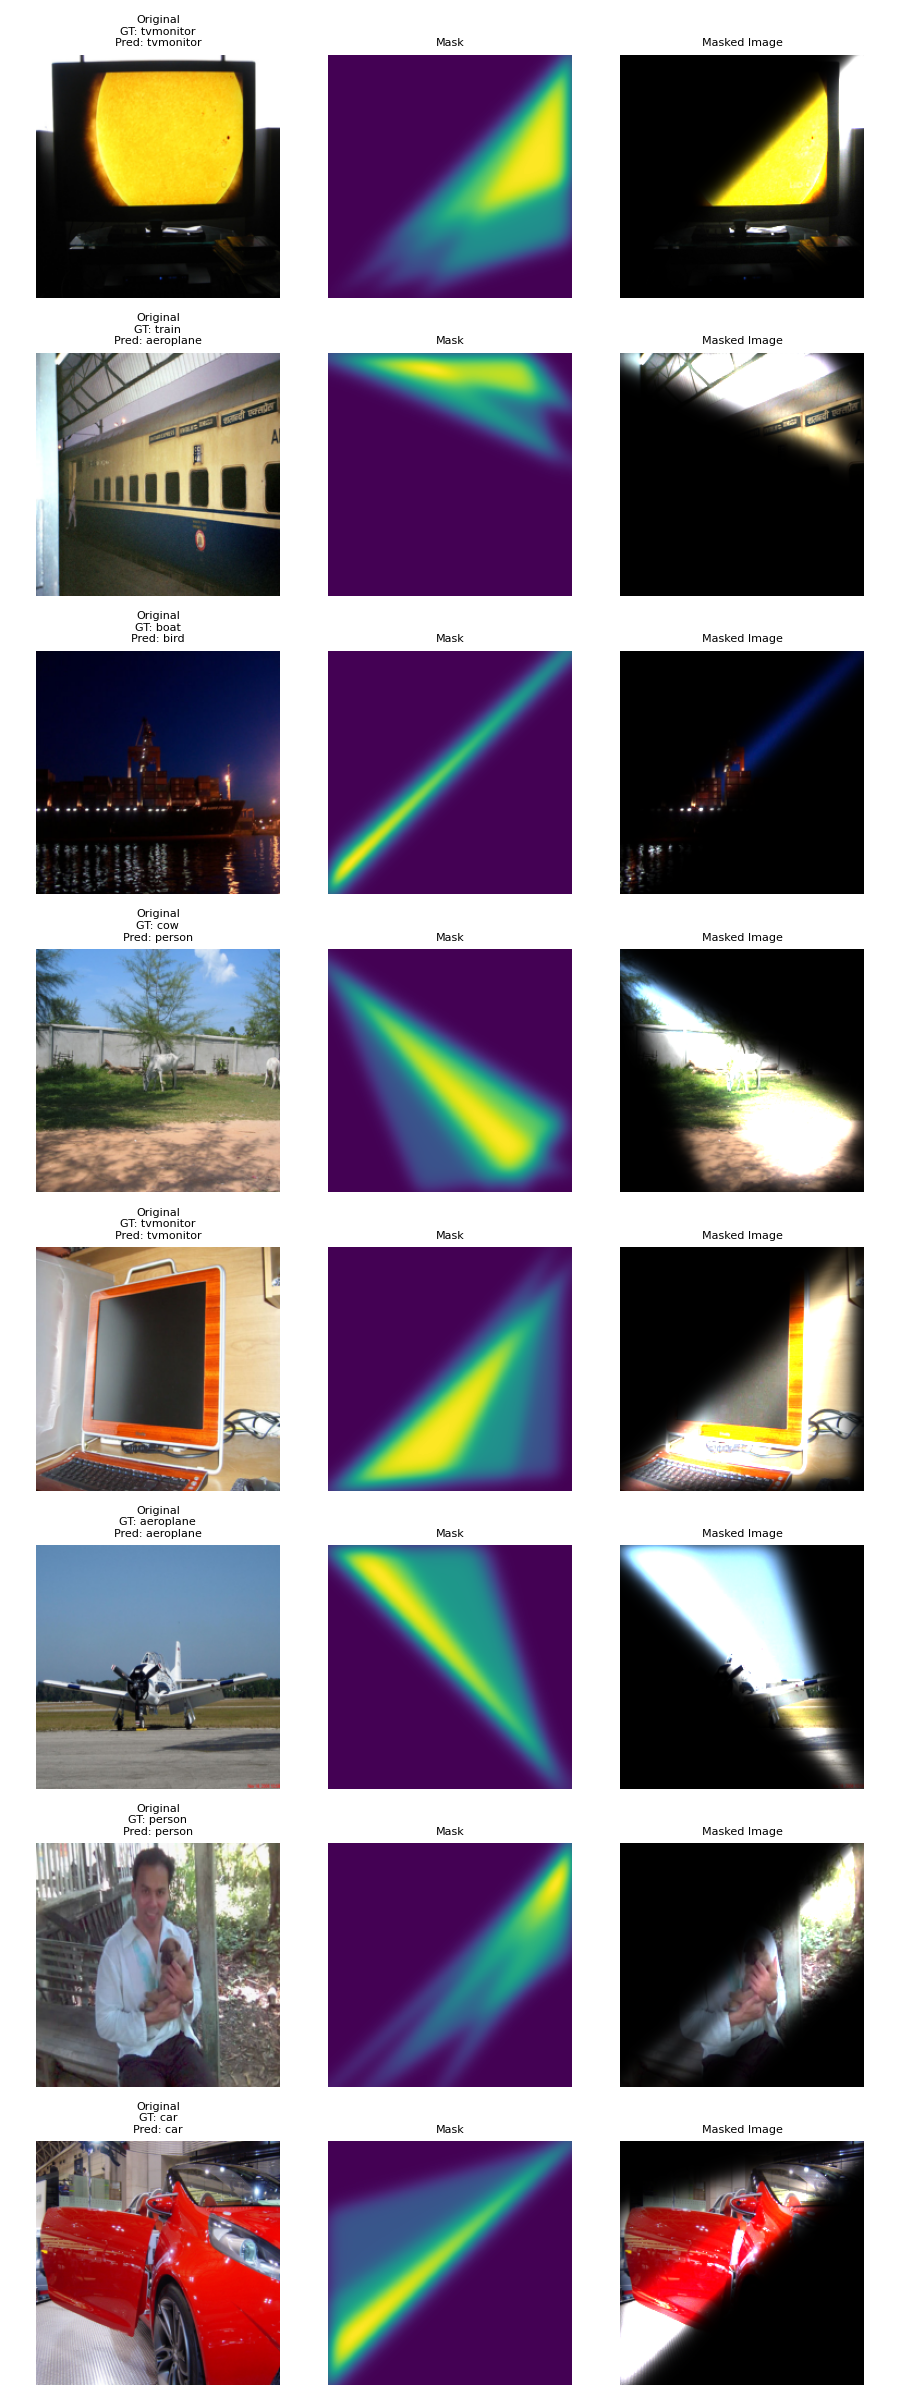 Original
GT: tvmonitor
Pred: tvmonitor
Mask
Masked Image
Original
GT: train
Pred: aeroplane
Mask
Masked Image
Original
GT: boat
Pred: bird
Mask
Masked Image
Original
GT: cow
Pred: person
Mask
Masked Image
Original
GT: tvmonitor
Pred: tvmonitor
Mask
Masked Image
Original
GT: aeroplane
Pred: aeroplane
Mask
Masked Image
Original
GT: person
Pred: person
Mask
Masked Image
Original
GT: car
Pred: car
Mask
Masked Image